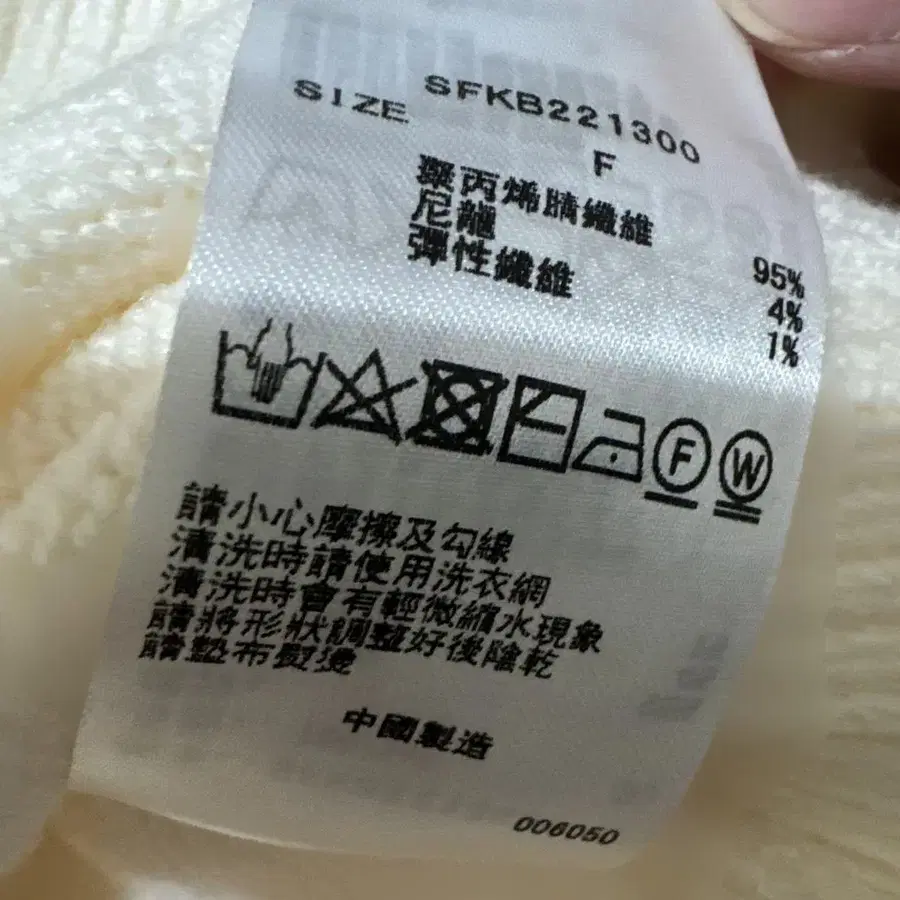 SFKB221300
SIZE F
聚丙烯腈纖維 95%
尼龍 4%
彈性纖維 1%
F W
請小心摩擦及勾線
清洗時請使用洗衣網
清洗時會有輕微縮水現象
請將形狀調整好後陰乾
請墊布熨燙
中國製造
006050